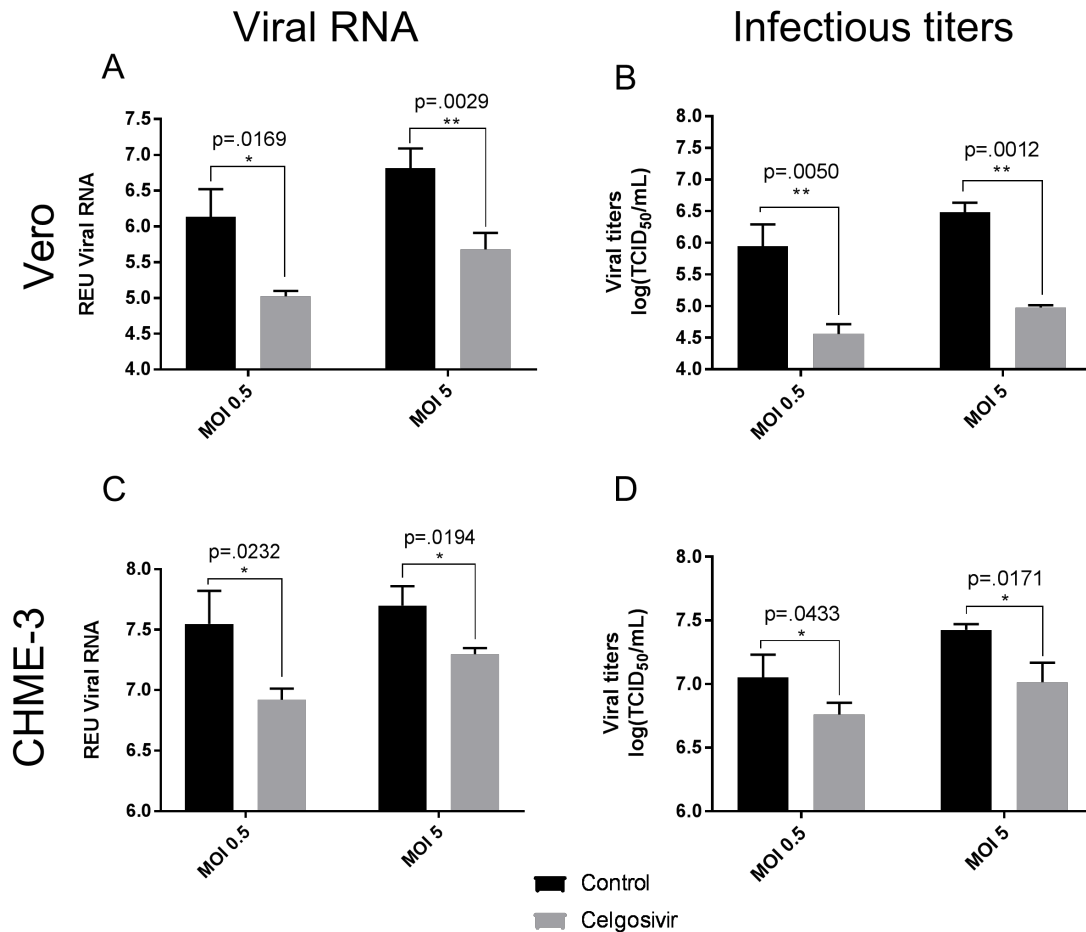 Viral RNA
Infectious titers
Vero
CHME-3
A
p=.0169
*
p=.0029
**
REU Viral RNA
7.5
7.0
6.5
6.0
5.5
5.0
4.5
4.0
MOI 0.5
MOI 5
B
p=.0050
**
p=.0012
**
Viral titers
log(TCID50/mL)
8.0
7.5
7.0
6.5
6.0
5.5
5.0
4.5
4.0
MOI 0.5
MOI 5
C
p=.0232
*
p=.0194
*
REU Viral RNA
8.0
7.5
7.0
6.5
6.0
MOI 0.5
MOI 5
D
p=.0433
*
p=.0171
*
Viral titers
log(TCID50/mL)
8.0
7.5
7.0
6.5
6.0
MOI 0.5
MOI 5
Control
Celgosivir